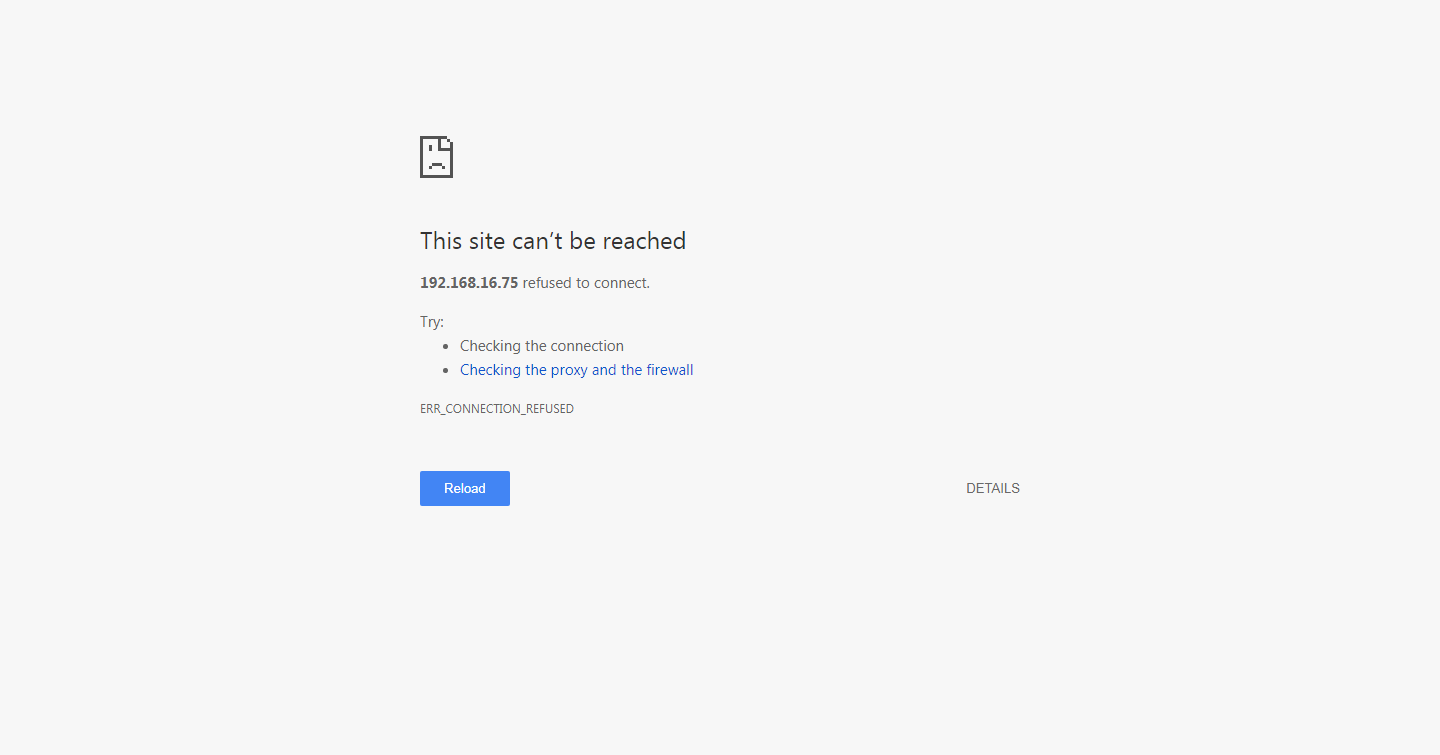 This site can’t be reached
192.168.16.75 refused to connect.
Try:
Checking the connection
Checking the proxy and the firewall
ERR_CONNECTION_REFUSED
Reload
DETAILS